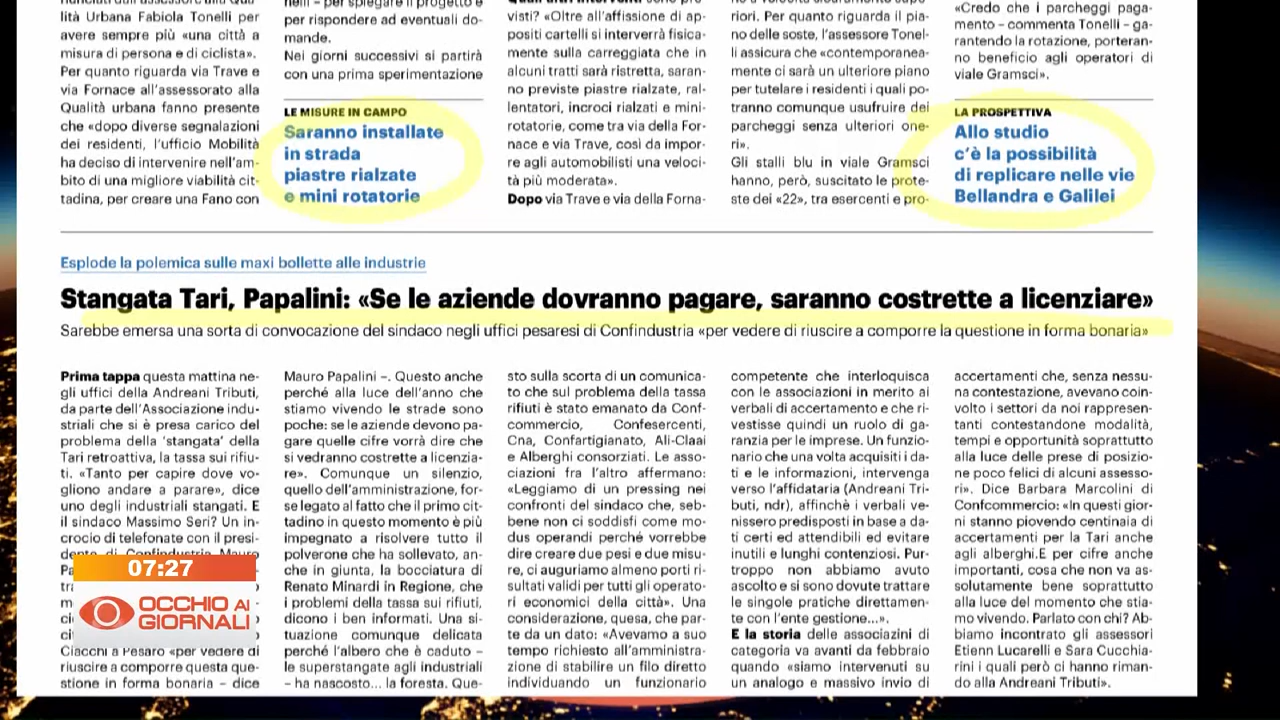 lità Urbana Fabiola Tonelli per
avere sempre più «una città a
misura di persona e di ciclista».
Per quanto riguarda via Trave e
via Fornace all'assessorato alla
Qualità urbana fanno presente
che «dopo diverse segnalazioni
dei residenti, l'ufficio Mobilità
ha deciso di intervenire nell'am-
bito di una migliore viabilità cit-
tadina, per creare una Fano con
nelli – per spiegare il progetto e
per rispondere ad eventuali do-
mande.
Nei giorni successivi si partirà
con una prima sperimentazione
LE MISURE IN CAMPO
Saranno installate
in strada
piastre rialzate
e mini rotatorie
visti? «Oltre all'affissione di ap-
positi cartelli si interverrà fisica-
mente sulla carreggiata che in
alcuni tratti sarà ristretta, saran-
no previste piastre rialzate, ral-
lentatori, incroci rialzati e mini-
rotatorie, come tra via della For-
nace e via Trave, così da impor-
re agli automobilisti una veloci-
tà più moderata».
Dopo via Trave e via della Forna-
riori. Per quanto riguarda il pia-
no delle soste, l'assessore Tonel-
li assicura che «contemporanea-
mente ci sarà un ulteriore piano
per tutelare i residenti i quali po-
tranno comunque usufruire dei
parcheggi senza ulteriori one-
ri».
Gli stalli blu in viale Gramsci
hanno, però, suscitato le prote-
ste dei «22», tra esercenti e pro-
«Credo che i parcheggi paga-
mento – commenta Tonelli – ga-
rantendo la rotazione, porteran-
no beneficio agli operatori di
viale Gramsci».
LA PROSPETTIVA
Allo studio
c'è la possibilità
di replicare nelle vie
Bellandra e Galilei
Esplode la polemica sulle maxi bollette alle industrie
Stangata Tari, Papalini: «Se le aziende dovranno pagare, saranno costrette a licenziare»
Sarebbe emersa una sorta di convocazione del sindaco negli uffici pesaresi di Confindustria «per vedere di riuscire a comporre la questione in forma bonaria»
Prima tappa questa mattina ne-
gli uffici della Andreani Tributi,
da parte dell'Associazione indu-
striali che si è presa carico del
problema della 'stangata' della
Tari retroattiva, la tassa sui rifiu-
ti. «Tanto per capire dove vo-
gliono andare a parare», dice
uno degli industriali stangati. E
il sindaco Massimo Seri? Un in-
crocio di telefonate con il presi-
dente di Confindustria Mauro
Ciacchi a Pesaro «per vedere di
riuscire a comporre questa que-
stione in forma bonaria – dice
Mauro Papalini –. Questo anche
perché alla luce dell'anno che
stiamo vivendo le strade sono
poche: se le aziende devono pa-
gare quelle cifre vorrà dire che
si vedranno costrette a licenzia-
re». Comunque un silenzio,
quello dell'amministrazione, for-
se legato al fatto che il primo cit-
tadino in questo momento è più
impegnato a risolvere tutto il
polverone che ha sollevato, an-
che in giunta, la bocciatura di
Renato Minardi in Regione, che
i problemi della tassa sui rifiuti,
dicono i ben informati. Una si-
tuazione comunque delicata
perché l'albero che è caduto –
le superstangate agli industriali
– ha nascosto... la foresta. Que-
sto sulla scorta di un comunica-
to che sul problema della tassa
rifiuti è stato emanato da Conf-
commercio, Confesercenti,
Cna, Confartigianato, Ali-Claai
e Alberghi consorziati. Le asso-
ciazioni fra l'altro affermano:
«Leggiamo di un pressing nei
confronti del sindaco che, seb-
bene non ci soddisfi come mo-
dus operandi perché vorrebbe
dire creare due pesi e due misu-
re, ci auguriamo almeno porti ri-
sultati validi per tutti gli operato-
ri economici della città». Una
considerazione, quesa, che par-
te da un dato: «Avevamo a suo
tempo richiesto all'amministra-
zione di stabilire un filo diretto
individuando un funzionario
competente che interloquisca
con le associazioni in merito ai
verbali di accertamento e che ri-
vestisse quindi un ruolo di ga-
ranzia per le imprese. Un funzio-
nario che una volta acquisiti i da-
ti e le informazioni, intervenga
verso l'affidataria (Andreani Tri-
buti, ndr), affinchè i verbali ve-
nissero predisposti in base a da-
ti certi ed attendibili ed evitare
inutili e lunghi contenziosi. Pur-
troppo non abbiamo avuto
ascolto e si sono dovute trattare
le singole pratiche direttamen-
te con l'ente gestione...».
E la storia delle associazini di
categoria va avanti da febbraio
quando «siamo intervenuti su
un analogo e massivo invio di
accertamenti che, senza nessu-
na contestazione, avevano coin-
volto i settori da noi rappresen-
tanti contestandone modalità,
tempi e opportunità soprattutto
alla luce delle prese di posizio-
ne poco felici di alcuni assesso-
ri». Dice Barbara Marcolini di
Confcommercio: «In questi gior-
ni stanno piovendo centinaia di
accertamenti per la Tari anche
agli alberghi.E per cifre anche
importanti, cosa che non va as-
solutamente bene soprattutto
alla luce del momento che stia-
mo vivendo. Parlato con chi? Ab-
biamo incontrato gli assessori
Etienn Lucarelli e Sara Cucchia-
rini i quali però ci hanno riman-
do alla Andreani Tributi».
07:27
OCCHIO AI
GIORNALI